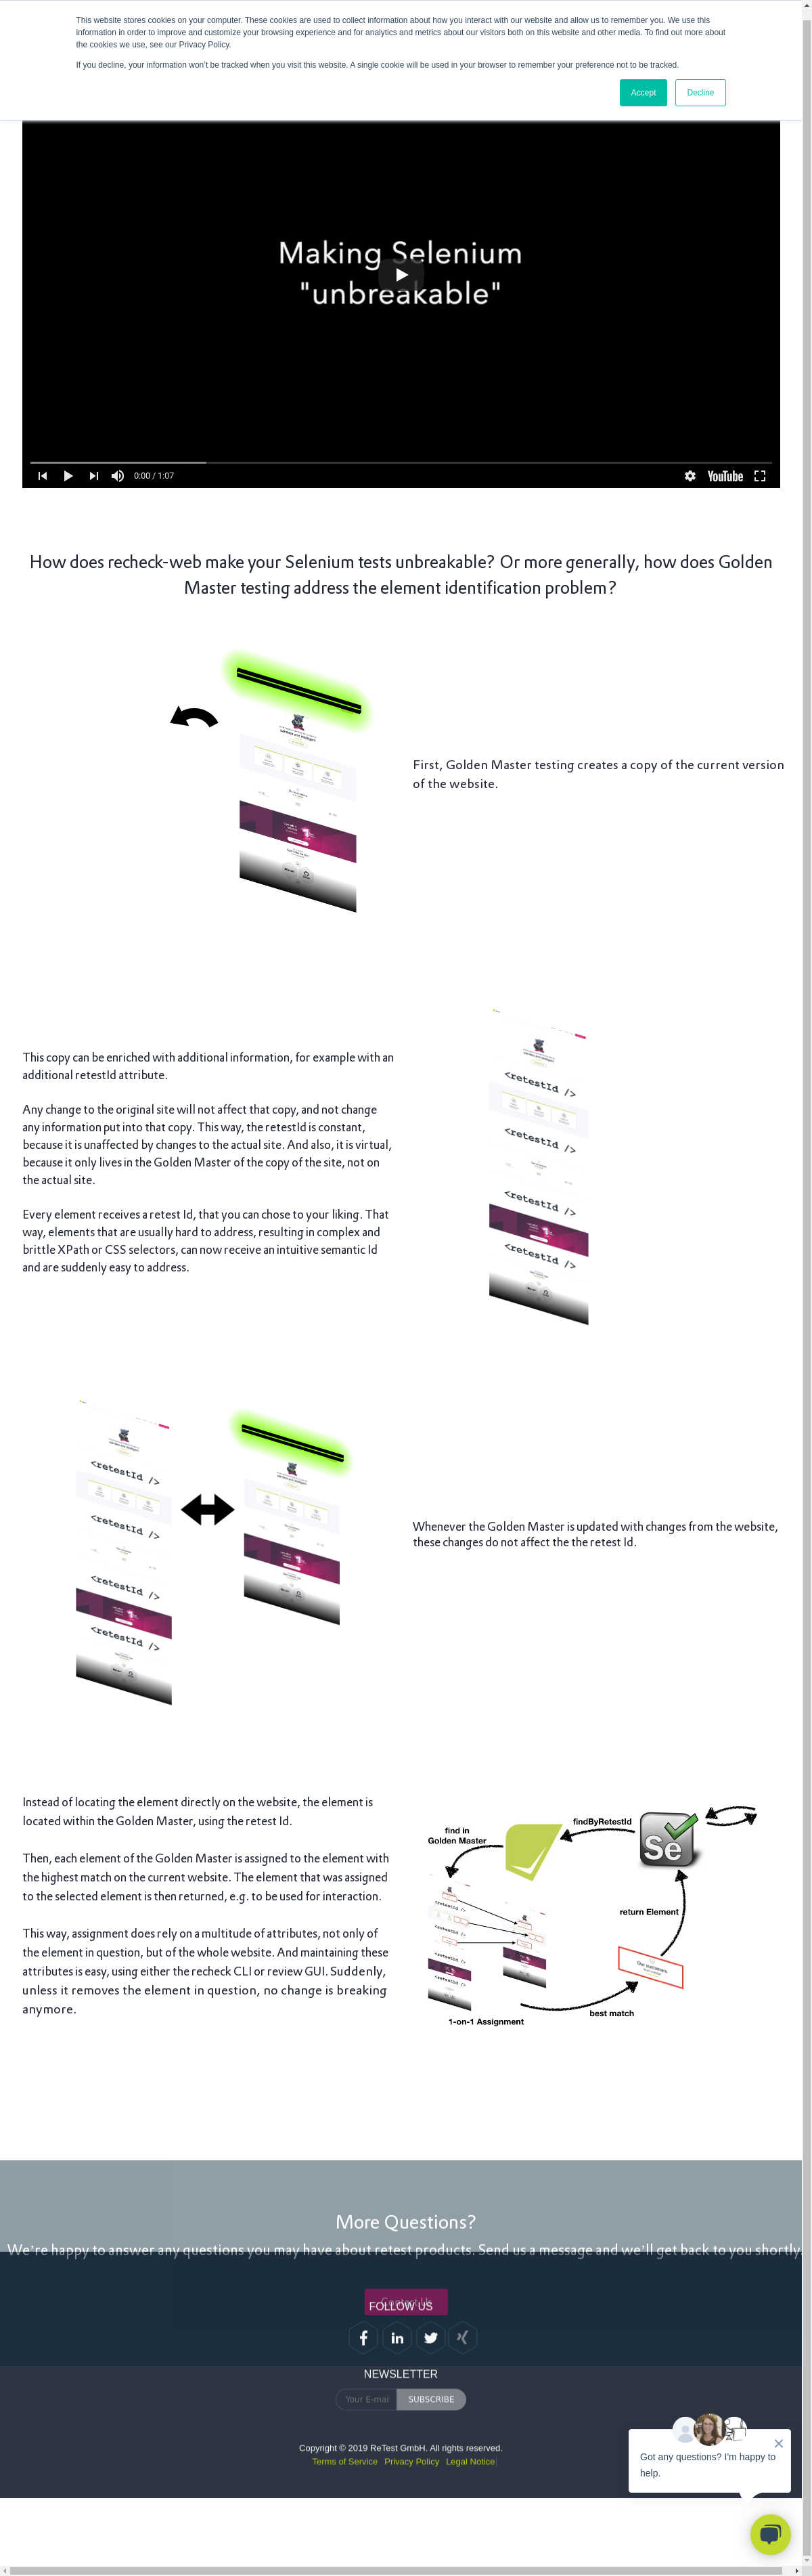 This website stores cookies on your computer. These cookies are used to collect information about how you interact with our website and allow us to remember you. We use this
information in order to improve and customize your browsing experience and for analytics and metrics about our visitors both on this website and other media. To find out more about
the cookies we use, see our Privacy Policy.
If you decline, your information won't be tracked when you visit this website. A single cookie will be used in your browser to remember your preference not to be tracked.
Accept
Decline
Making Selenium
"unbreakable"
0:00 / 1:07
YouTube
How does recheck-web make your Selenium tests unbreakable? Or more generally, how does Golden
Master testing address the element identification problem?
First, Golden Master testing creates a copy of the current version
of the website.
This copy can be enriched with additional information, for example with an
additional retestId attribute.
Any change to the original site will not affect that copy, and not change
any information put into that copy. This way, the retestId is constant,
because it is unaffected by changes to the actual site. And also, it is virtual,
because it only lives in the Golden Master of the copy of the site, not on
the actual site.
Every element receives a retest Id, that you can chose to your liking. That
way, elements that are usually hard to address, resulting in complex and
brittle XPath or CSS selectors, can now receive an intuitive semantic Id
and are suddenly easy to address.
<retestId />
<retestId />
<retestId />
<retestId />
<retestId />
<retestId />
<retestId />
<retestId />
Whenever the Golden Master is updated with changes from the website,
these changes do not affect the the retest Id.
Instead of locating the element directly on the website, the element is
located within the Golden Master, using the retest Id.
Then, each element of the Golden Master is assigned to the element with
the highest match on the current website. The element that was assigned
to the selected element is then returned, e.g. to be used for interaction.
This way, assignment does rely on a multitude of attributes, not only of
the element in question, but of the whole website. And maintaining these
attributes is easy, using either the recheck CLI or review GUI. Suddenly,
unless it removes the element in question, no change is breaking
anymore.
find in
Golden Master
findByRetestId
Se
return Element
Our customers
best match
1-on-1 Assignment
More Questions?
We're happy to answer any questions you may have about retest products. Send us a message and we'll get back to you shortly
Contact Us
FOLLOW US
NEWSLETTER
Your E-mai
SUBSCRIBE
Copyright © 2019 ReTest GmbH. All rights reserved.
Terms of Service Privacy Policy Legal Notice
Got any questions? I'm happy to
help.